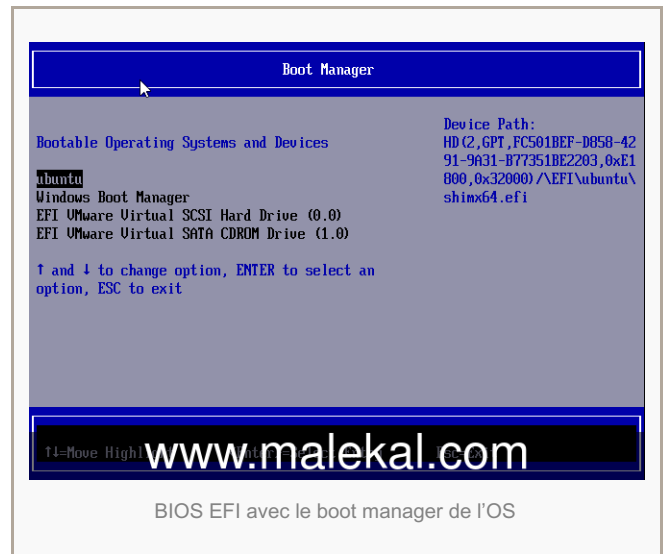 Boot Manager
Bootable Operating Systems and Devices
ubuntu
Windows Boot Manager
EFI VMware Virtual SCSI Hard Drive (0.0)
EFI VMware Virtual SATA CDROM Drive (1.0)
↑ and ↓ to change option, ENTER to select an
option, ESC to exit
Device Path:
HD(2,GPT,FC501BEF-D858-42
91-9A31-B77351BE2203,0xE1
800,0x32000)/\EFI\ubuntu\
shimx64.efi
↑↓=Move
www.malekal.com
BIOS EFI avec le boot manager de l'OS